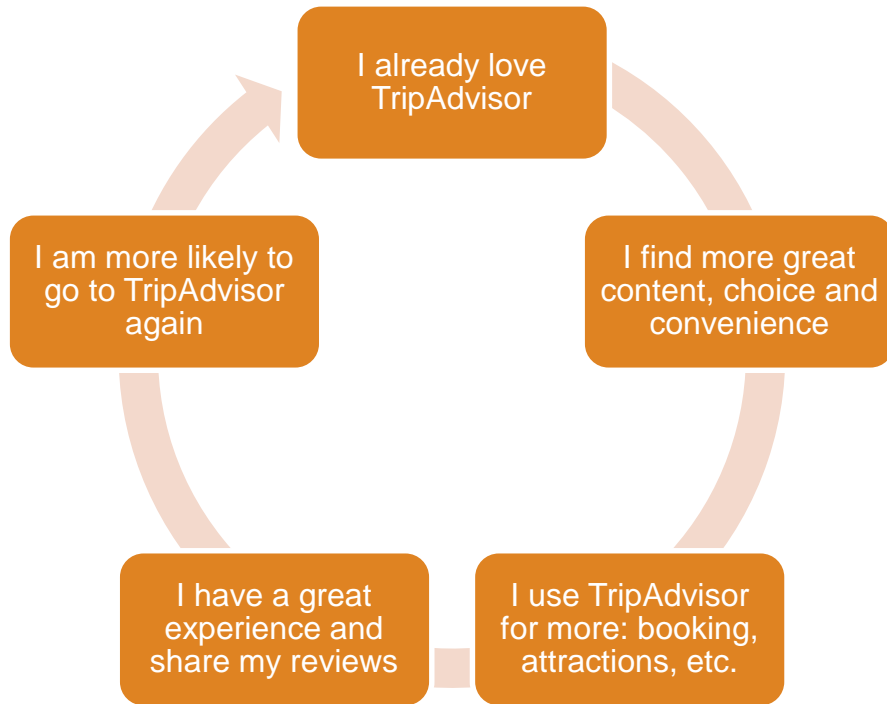 I already love
TripAdvisor
I find more great
content, choice and
convenience
I use TripAdvisor
for more: booking,
attractions, etc.
I have a great
experience and
share my reviews
I am more likely to
go to TripAdvisor
again